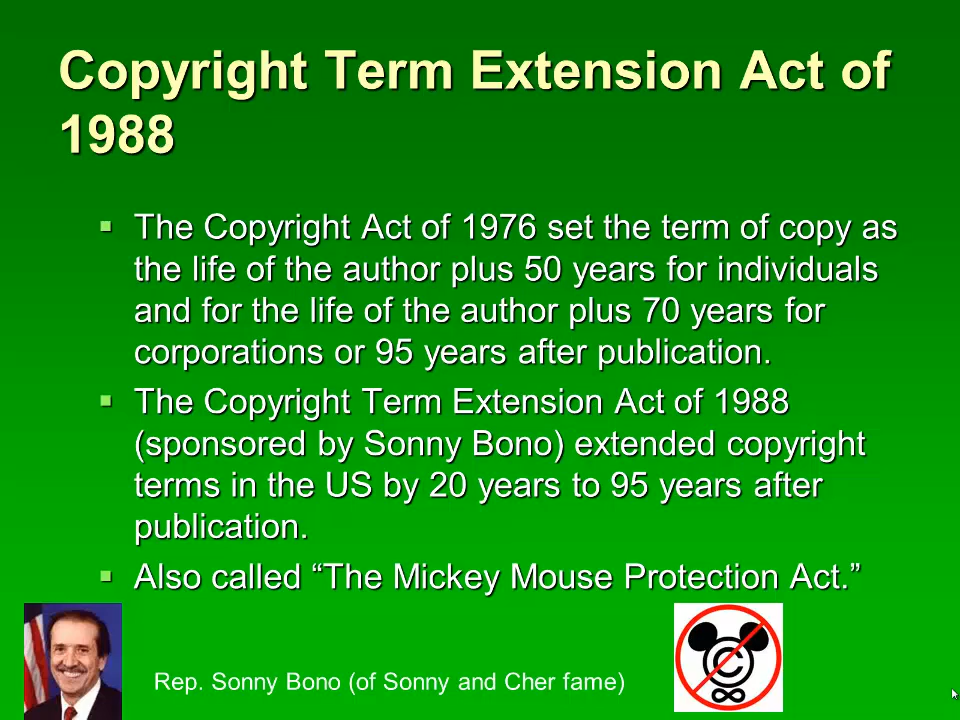 Copyright Term Extension Act of
1988
▪ The Copyright Act of 1976 set the term of copy as
the life of the author plus 50 years for individuals
and for the life of the author plus 70 years for
corporations or 95 years after publication.
▪ The Copyright Term Extension Act of 1988
(sponsored by Sonny Bono) extended copyright
terms in the US by 20 years to 95 years after
publication.
▪ Also called “The Mickey Mouse Protection Act.”
©
Rep. Sonny Bono (of Sonny and Cher fame)